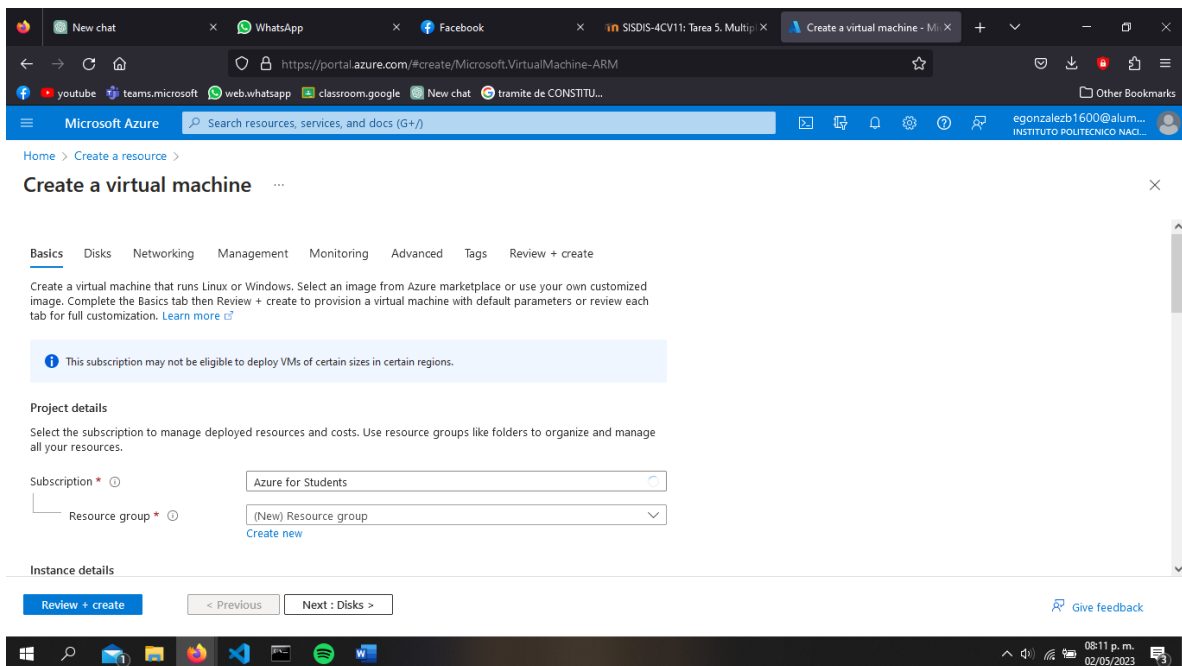 New chat
WhatsApp
Facebook
SISDIS-4CV11: Tarea 5. Multipl
Create a virtual machine - Mi
https://portal.azure.com/#create/Microsoft.VirtualMachine-ARM
youtube teams.microsoft web.whatsapp classroom.google New chat tramite de CONSTITU...
Other Bookmarks
Microsoft Azure
Search resources, services, and docs (G+/)
egonzalezb1600@alum...
INSTITUTO POLITECNICO NACI...
Home > Create a resource >
Create a virtual machine ...
Basics Disks Networking Management Monitoring Advanced Tags Review + create
Create a virtual machine that runs Linux or Windows. Select an image from Azure marketplace or use your own customized
image. Complete the Basics tab then Review + create to provision a virtual machine with default parameters or review each
tab for full customization. Learn more
This subscription may not be eligible to deploy VMs of certain sizes in certain regions.
Project details
Select the subscription to manage deployed resources and costs. Use resource groups like folders to organize and manage
all your resources.
Subscription *
Azure for Students
Resource group *
(New) Resource group
Create new
Instance details
Review + create
< Previous
Next : Disks >
Give feedback
1
08:11 p. m.
02/05/2023
3